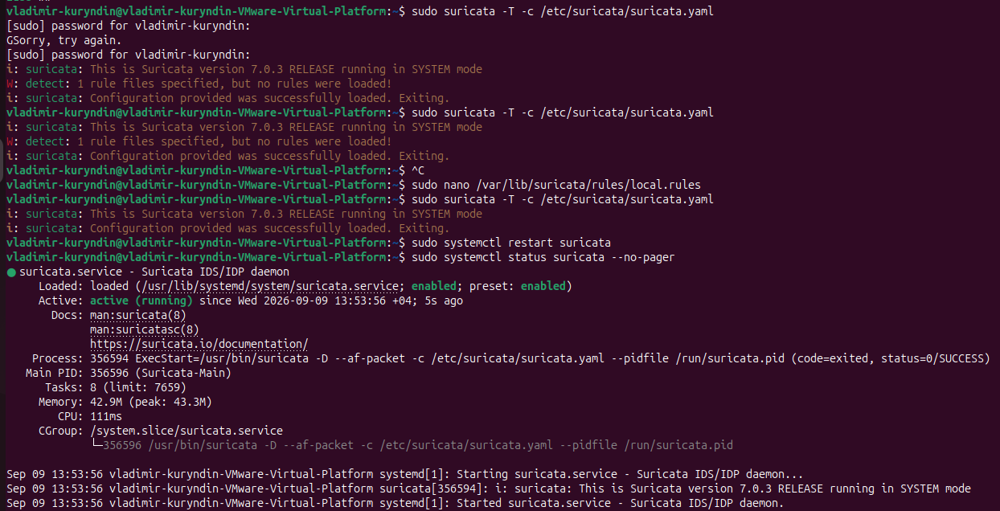 vladimir-kuryndin@vladimir-kuryndin-VMware-Virtual-Platform:~$ sudo suricata -T -c /etc/suricata/suricata.yaml
[sudo] password for vladimir-kuryndin:
GSorry, try again.
[sudo] password for vladimir-kuryndin:
i: suricata: This is Suricata version 7.0.3 RELEASE running in SYSTEM mode
W: detect: 1 rule files specified, but no rules were loaded!
i: suricata: Configuration provided was successfully loaded. Exiting.
vladimir-kuryndin@vladimir-kuryndin-VMware-Virtual-Platform:~$ sudo suricata -T -c /etc/suricata/suricata.yaml
i: suricata: This is Suricata version 7.0.3 RELEASE running in SYSTEM mode
W: detect: 1 rule files specified, but no rules were loaded!
i: suricata: Configuration provided was successfully loaded. Exiting.
vladimir-kuryndin@vladimir-kuryndin-VMware-Virtual-Platform:~$ ^C
vladimir-kuryndin@vladimir-kuryndin-VMware-Virtual-Platform:~$ sudo nano /var/lib/suricata/rules/local.rules
vladimir-kuryndin@vladimir-kuryndin-VMware-Virtual-Platform:~$ sudo suricata -T -c /etc/suricata/suricata.yaml
i: suricata: This is Suricata version 7.0.3 RELEASE running in SYSTEM mode
i: suricata: Configuration provided was successfully loaded. Exiting.
vladimir-kuryndin@vladimir-kuryndin-VMware-Virtual-Platform:~$ sudo systemctl restart suricata
vladimir-kuryndin@vladimir-kuryndin-VMware-Virtual-Platform:~$ sudo systemctl status suricata --no-pager
● suricata.service - Suricata IDS/IDP daemon
Loaded: loaded (/usr/lib/systemd/system/suricata.service; enabled; preset: enabled)
Active: active (running) since Wed 2026-09-09 13:53:56 +04; 5s ago
Docs: man:suricata(8)
man:suricatasc(8)
https://suricata.io/documentation/
Process: 356594 ExecStart=/usr/bin/suricata -D --af-packet -c /etc/suricata/suricata.yaml --pidfile /run/suricata.pid (code=exited, status=0/SUCCESS)
Main PID: 356596 (Suricata-Main)
Tasks: 8 (limit: 7659)
Memory: 42.9M (peak: 43.3M)
CPU: 111ms
CGroup: /system.slice/suricata.service
└─356596 /usr/bin/suricata -D --af-packet -c /etc/suricata/suricata.yaml --pidfile /run/suricata.pid
Sep 09 13:53:56 vladimir-kuryndin-VMware-Virtual-Platform systemd[1]: Starting suricata.service - Suricata IDS/IDP daemon...
Sep 09 13:53:56 vladimir-kuryndin-VMware-Virtual-Platform suricata[356594]: i: suricata: This is Suricata version 7.0.3 RELEASE running in SYSTEM mode
Sep 09 13:53:56 vladimir-kuryndin-VMware-Virtual-Platform systemd[1]: Started suricata.service - Suricata IDS/IDP daemon.